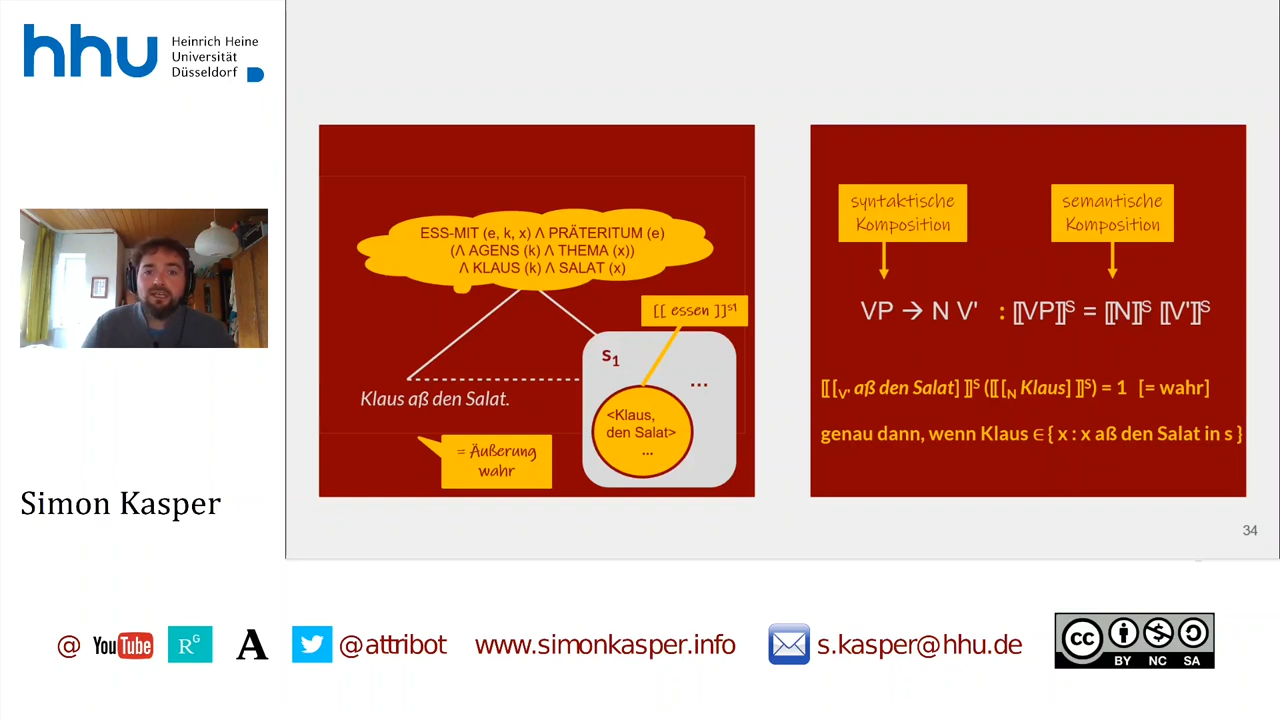 hhu
Heinrich Heine
Universität
Düsseldorf
ESS-MIT (e, k, x) Λ PRÄTERITUM (e)
(Λ AGENS (k) Λ THEMA (x))
Λ KLAUS (k) Λ SALAT (x)
[[ essen ]]ˢ¹
s₁
...
<Klaus,
den Salat>
...
Klaus aß den Salat.
= Äußerung
wahr
syntaktische
Komposition
semantische
Komposition
VP → N V' : ⟦VP⟧ˢ = ⟦N⟧ˢ ⟦V'⟧ˢ
⟦ [V' aß den Salat] ⟧ˢ (⟦ [N Klaus] ⟧ˢ) = 1 [= wahr]
genau dann, wenn Klaus ∈ { x : x aß den Salat in s }
34
Simon Kasper
@ YouTube Rᴳ A @attribot www.simonkasper.info s.kasper@hhu.de
cc
BY NC SA